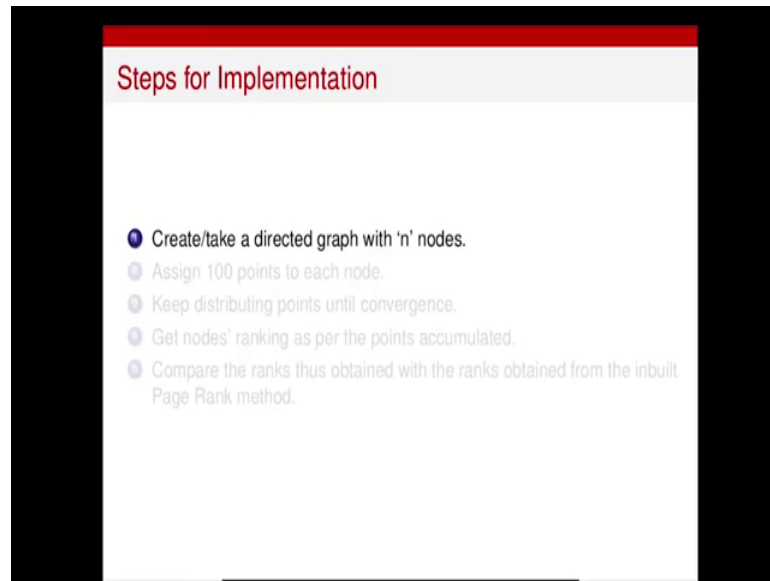 Steps for Implementation
1 Create/take a directed graph with ‘n’ nodes.
Assign 100 points to each node.
Keep distributing points until convergence.
Get nodes' ranking as per the points accumulated.
Compare the ranks thus obtained with the ranks obtained from the inbuilt
Page Rank method.